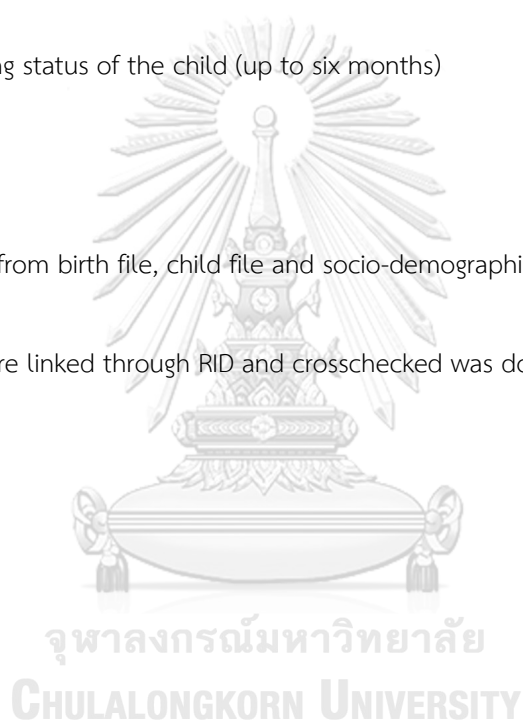 ng status of the child (up to six months)
from birth file, child file and socio-demographi
re linked through RID and crosschecked was do
จุฬาลงกรณ์มหาวิทยาลัย
CHULALONGKORN UNIVERSITY